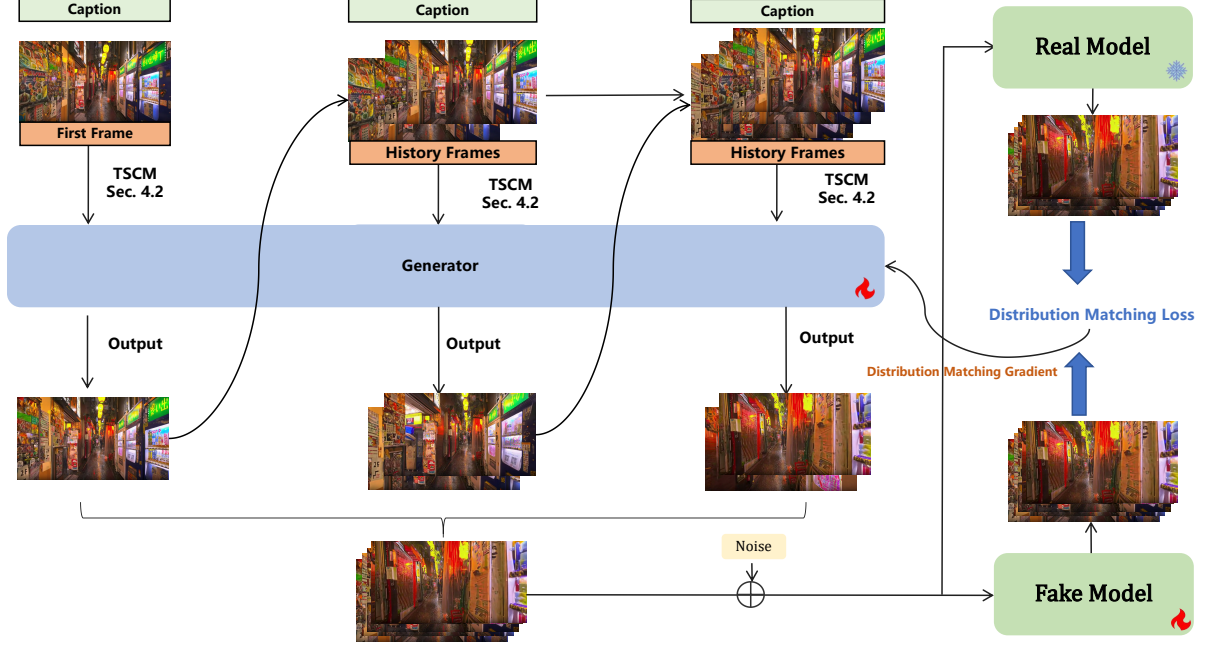 Caption
Caption
Caption
Real Model
First Frame
History Frames
History Frames
TSCM
Sec. 4.2
TSCM
Sec. 4.2
TSCM
Sec. 4.2
Generator
Distribution Matching Loss
Output
Output
Output
Distribution Matching Gradient
Noise
Fake Model